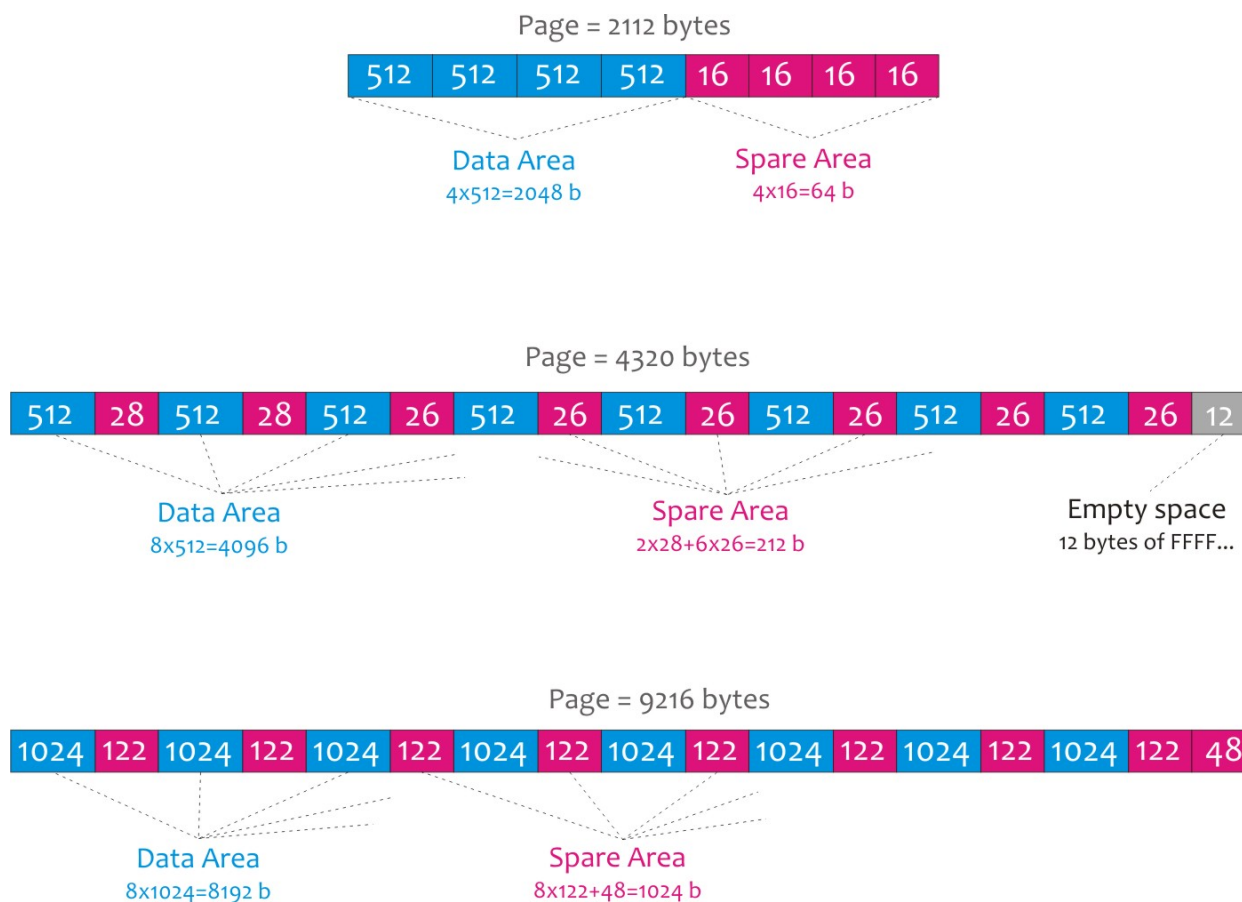 Page = 2112 bytes
512 512 512 512 16 16 16 16
Data Area Spare Area
4x512=2048 b 4x16=64 b
Page = 4320 bytes
512 28 512 28 512 26 512 26 512 26 512 26 512 26 512 26 12
Data Area Spare Area Empty space
8x512=4096 b 2x28+6x26=212 b 12 bytes of FFFF...
Page = 9216 bytes
1024 122 1024 122 1024 122 1024 122 1024 122 1024 122 1024 122 1024 122 48
Data Area Spare Area
8x1024=8192 b 8x122+48=1024 b